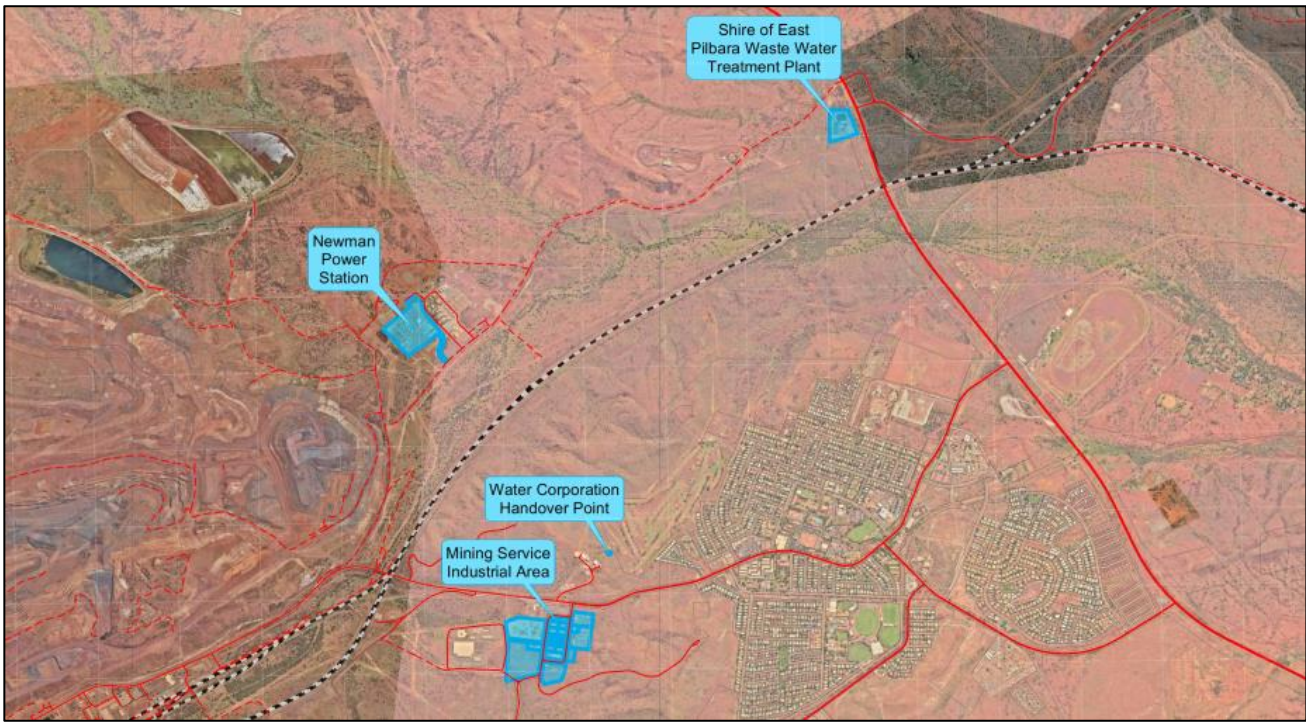 Shire of East
Pilbara Waste Water
Treatment Plant
Newman
Power
Station
Water Corporation
Handover Point
Mining Service
Industrial Area